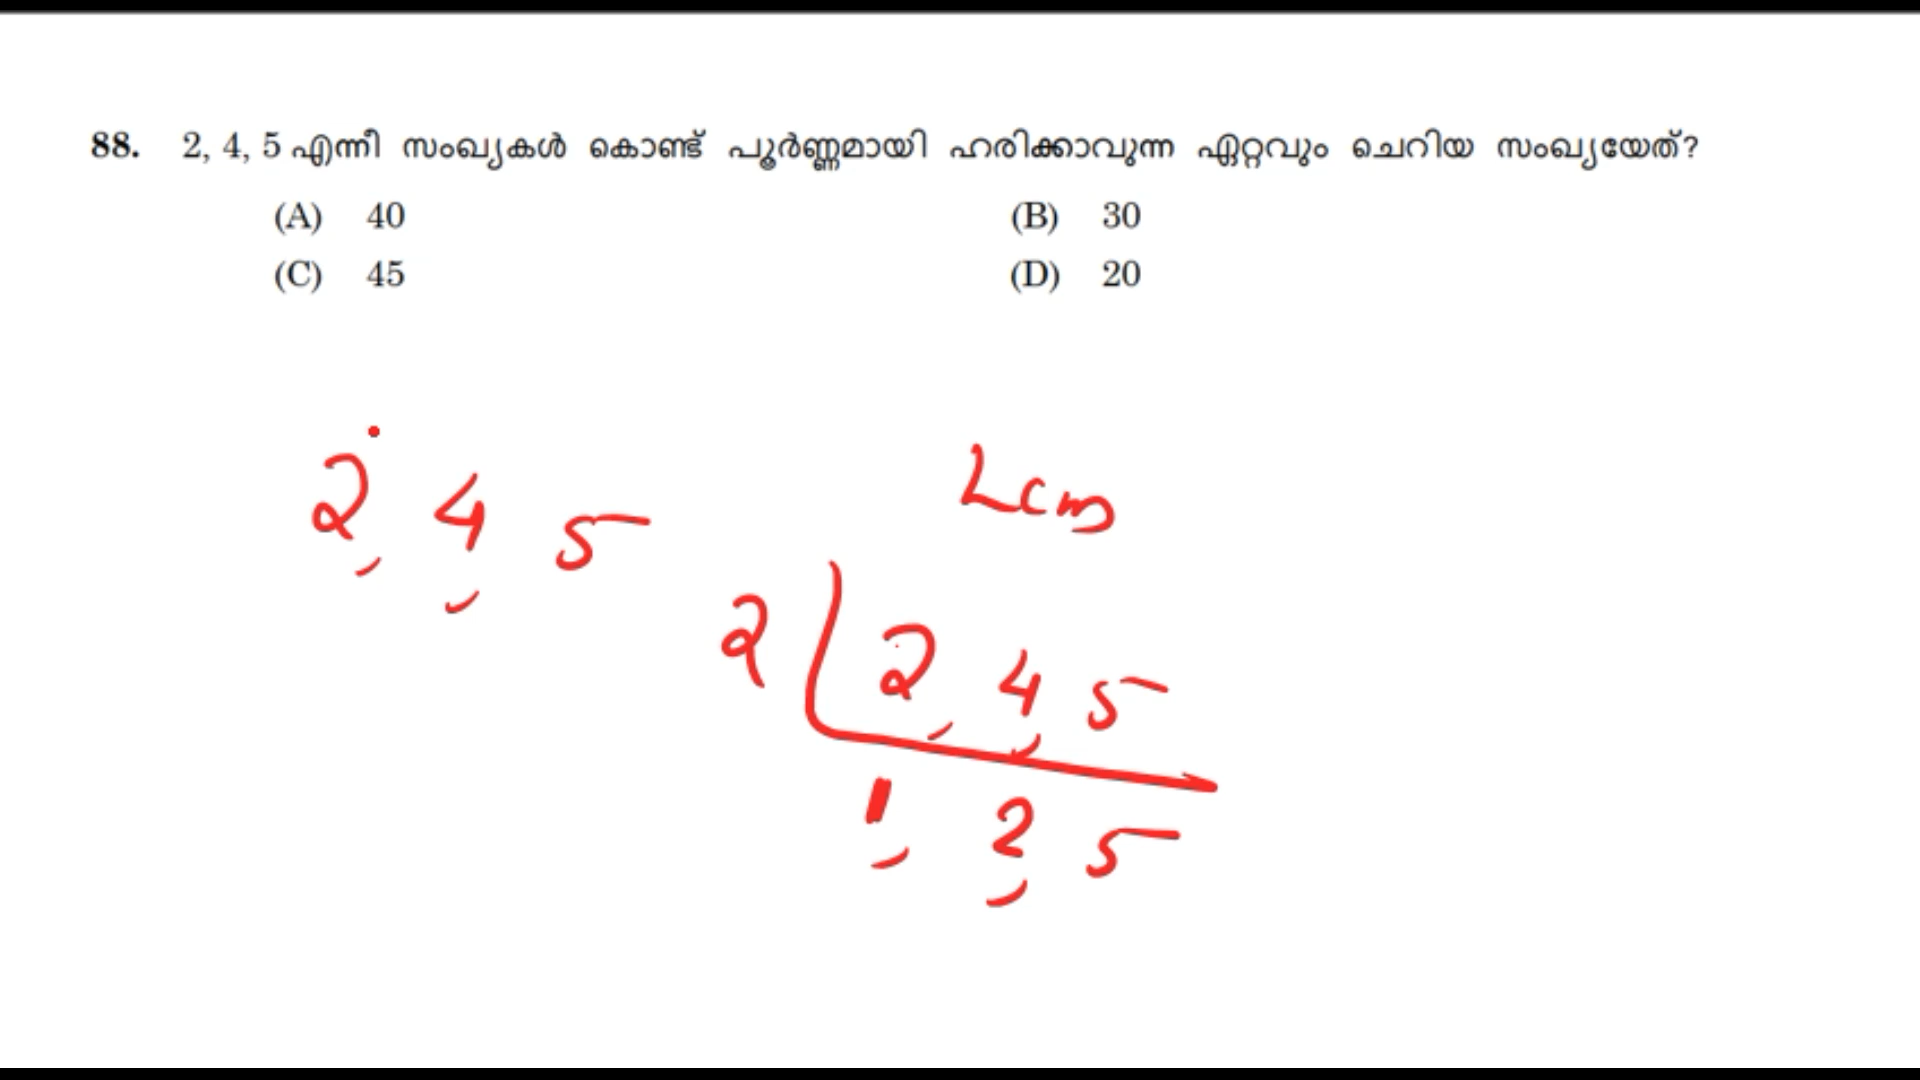 88. 2, 4, 5 എന്നീ സംഖ്യകൾ കൊണ്ട് പൂർണ്ണമായി ഹരിക്കാവുന്ന ഏറ്റവും ചെറിയ സംഖ്യയേത്?
(A) 40 (B) 30
(C) 45 (D) 20
2, 4, 5
Lcm
2 2, 4, 5
1, 2, 5